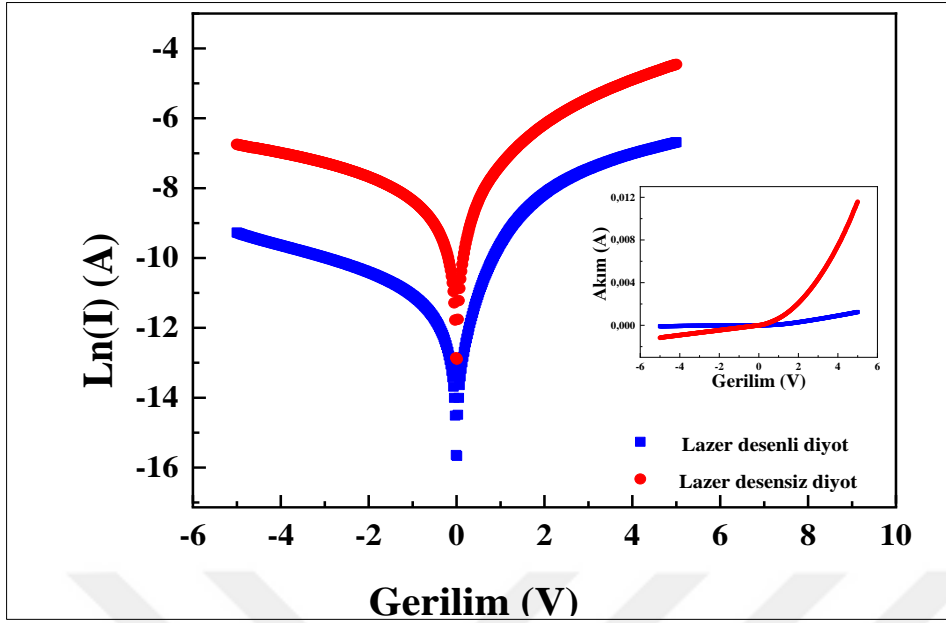 -4
-6
-8
-10
-12
-14
-16
Ln(I) (A)
-6 -4 -2 0 2 4 6 8 10
Gerilim (V)
0,012
0,008
0,004
0,000
Akım (A)
-6 -4 -2 0 2 4 6
Gerilim (V)
Lazer desenli diyot
Lazer desensiz diyot